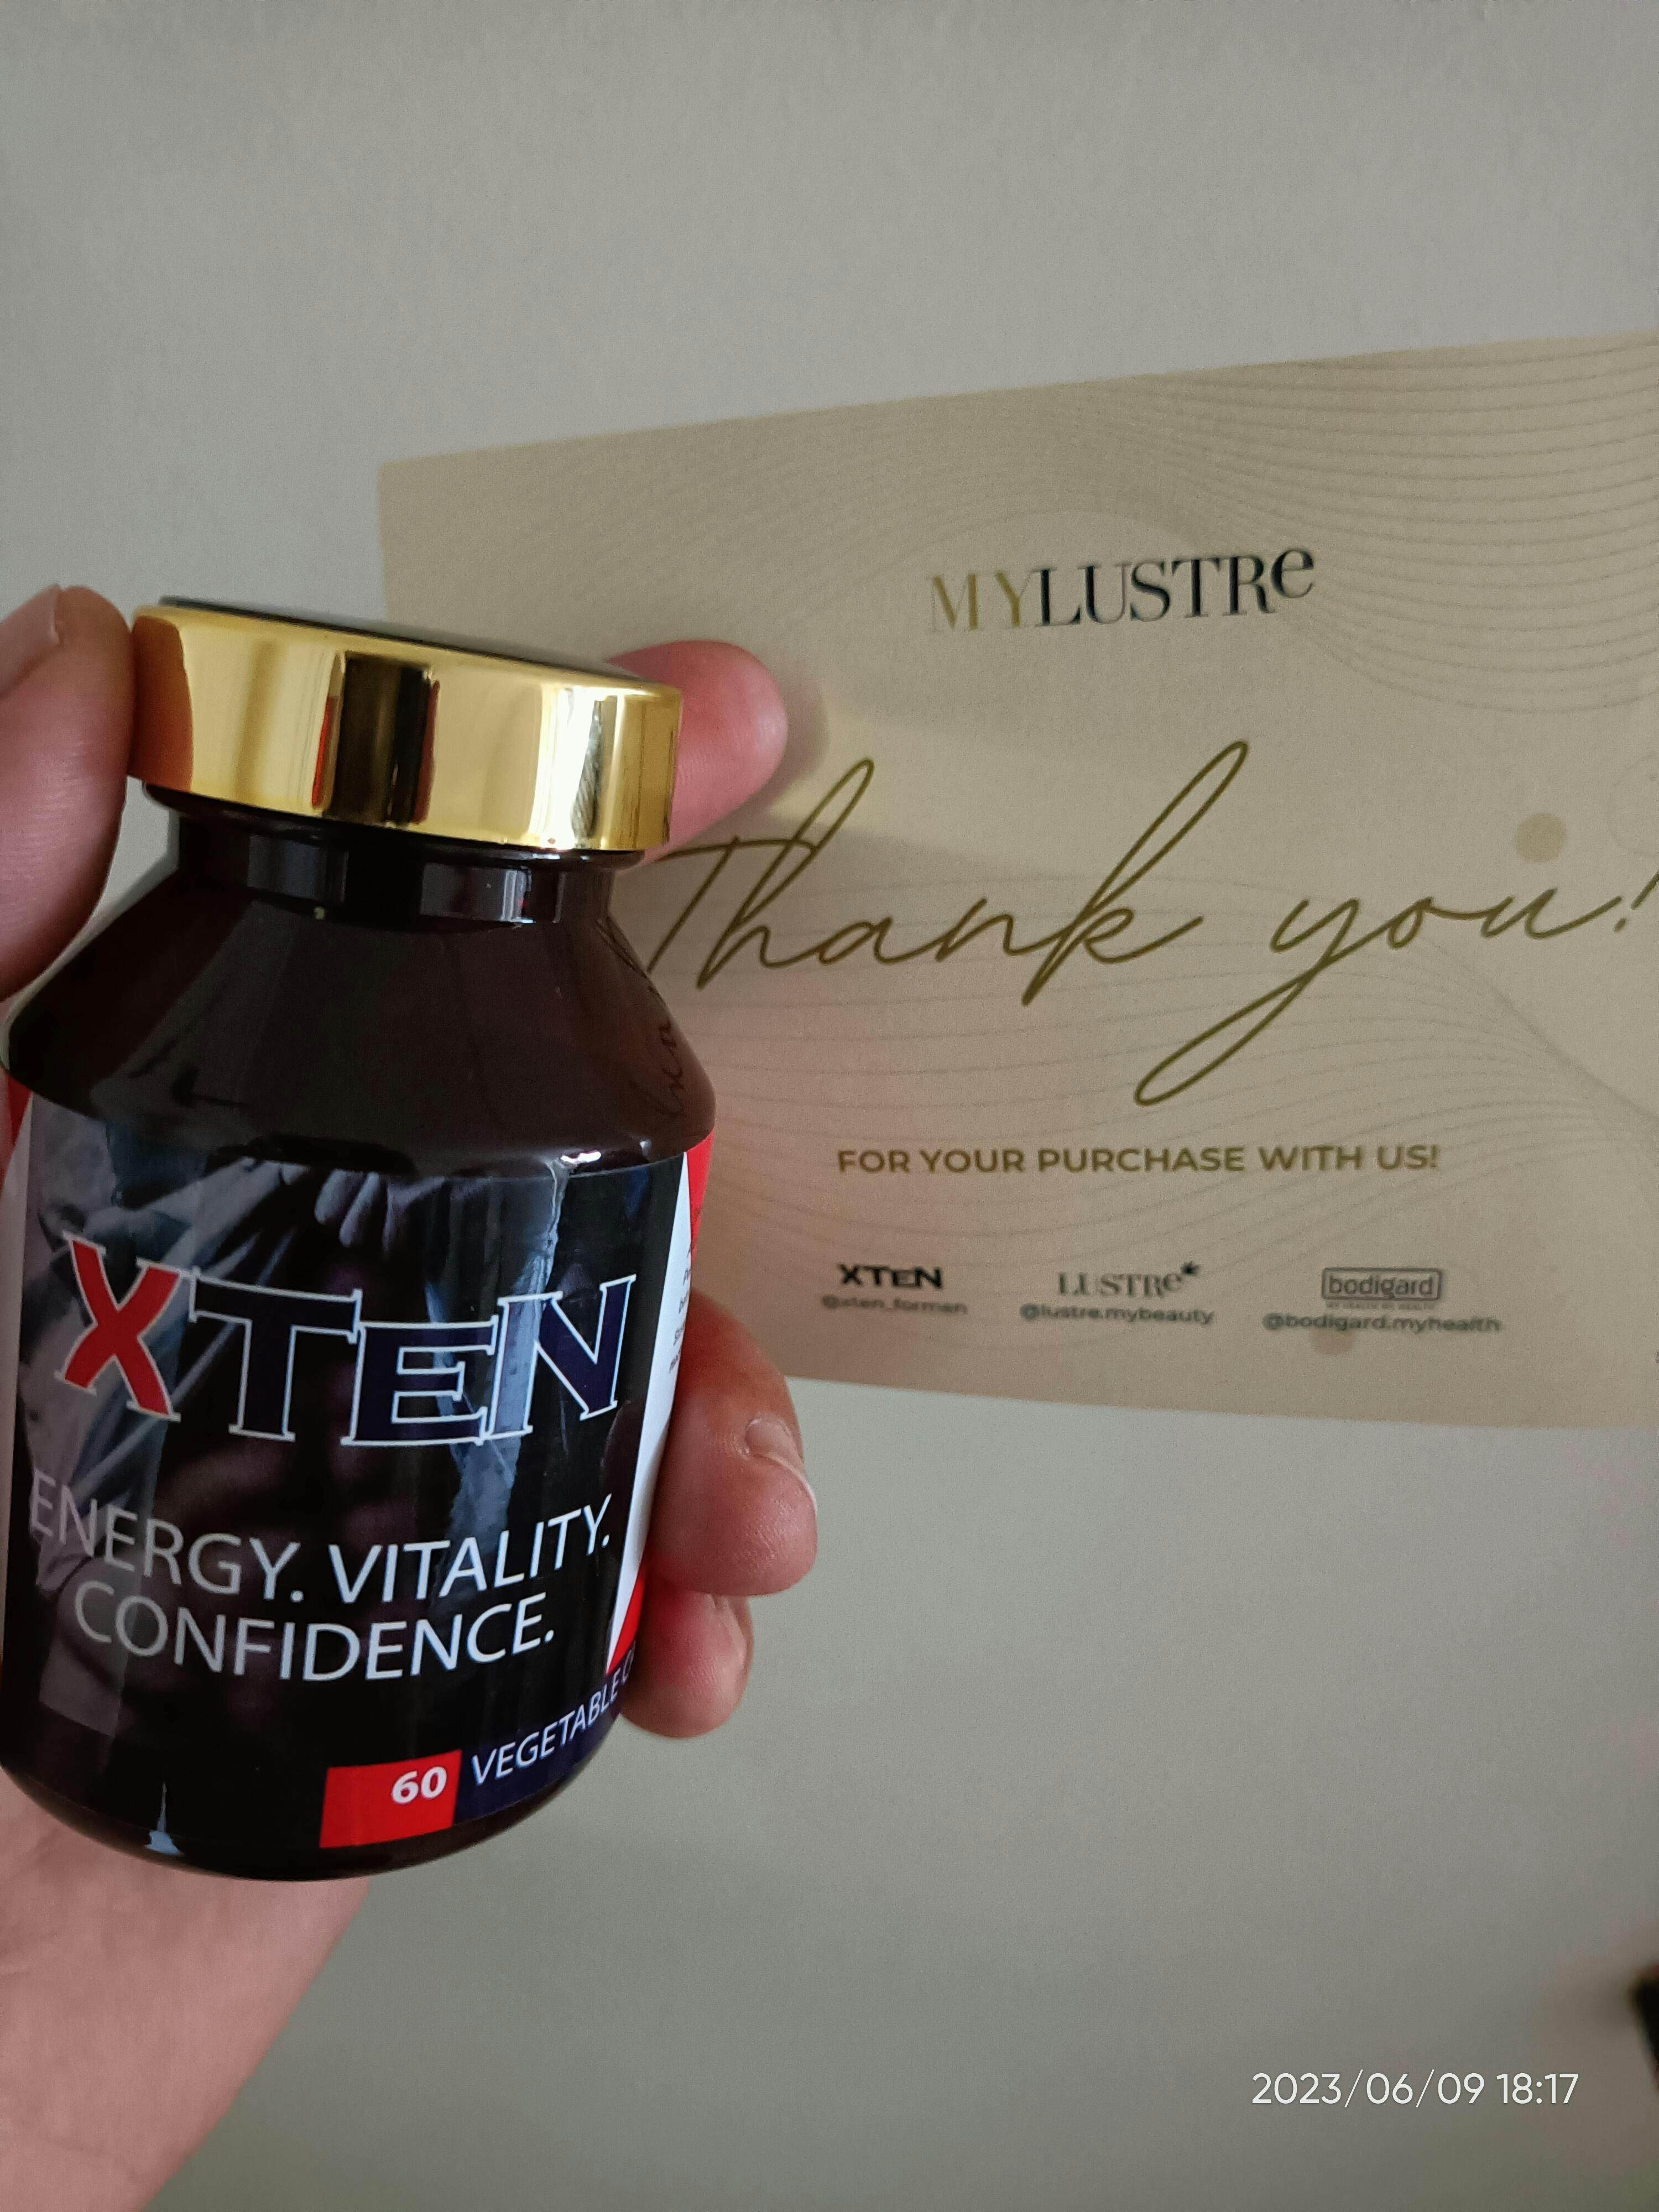 MYLUSTRe
Thank you!
FOR YOUR PURCHASE WITH US!
XTEN
@xten_formen
LUSTRe
@lustre.mybeauty
bodigard
@bodigard.myhealth
XTEN
ENERGY. VITALITY.
CONFIDENCE.
60 VEGETABLE
2023/06/09 18:17